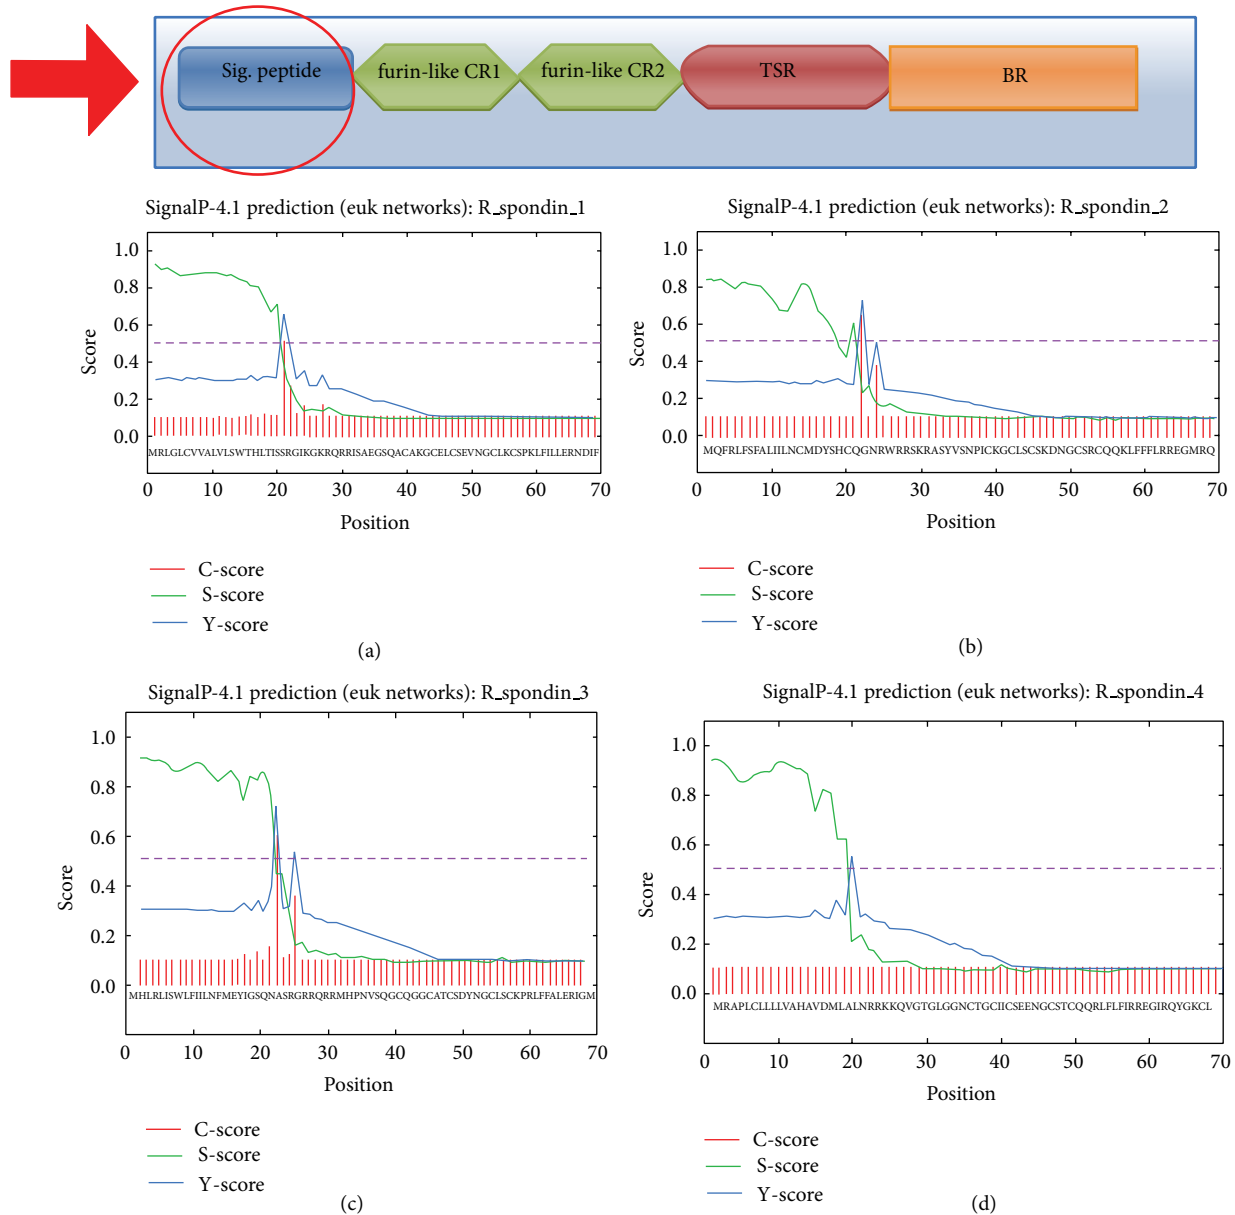 Sig. peptide furin-like CR1 furin-like CR2 TSR BR
SignalP-4.1 prediction (euk networks): R_spondin_1
1.0
0.8
0.6
0.4
0.2
0.0
Score
MRLGLCVVALVLSWTHLTISSRGIKGKRQRRISAEGSQACAKGCELCSEVNGCLKCSPKLFILLERNDIF
0 10 20 30 40 50 60 70
Position
C-score
S-score
Y-score
(a)
SignalP-4.1 prediction (euk networks): R_spondin_2
1.0
0.8
0.6
0.4
0.2
0.0
Score
MQFRLFSFALIILNCMDYSHCQGNRWRRSKRASYVSNPICKGCLSCSKDNGCSRCQQKLFFFLRREGMRQ
0 10 20 30 40 50 60 70
Position
C-score
S-score
Y-score
(b)
SignalP-4.1 prediction (euk networks): R_spondin_3
1.0
0.8
0.6
0.4
0.2
0.0
Score
MHLRLISWLFIILNFMEYIGSQNASRGRRQRRMHPNVSQGCQGGCATCSDYNGCLSCKPRLFFALERIGM
0 10 20 30 40 50 60 70
Position
C-score
S-score
Y-score
(c)
SignalP-4.1 prediction (euk networks): R_spondin_4
1.0
0.8
0.6
0.4
0.2
0.0
Score
MRAPLCLLLLVAHAVDMLALNRRKKQVGTGLGGNCTGCIICSEENGCSTCQQRLFLFIRREGIRQYGKCL
0 10 20 30 40 50 60 70
Position
C-score
S-score
Y-score
(d)